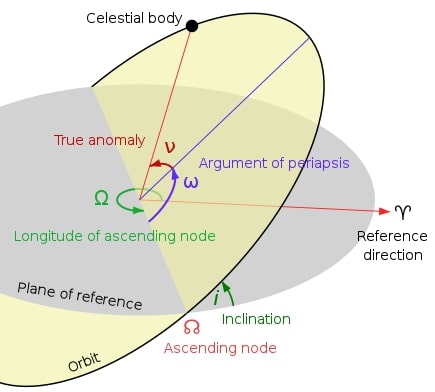 Celestial body
True anomaly
ν
Argument of periapsis
ω
Ω
♈
Longitude of ascending node
Reference
direction
Plane of reference
i
Inclination
☊
Ascending node
Orbit